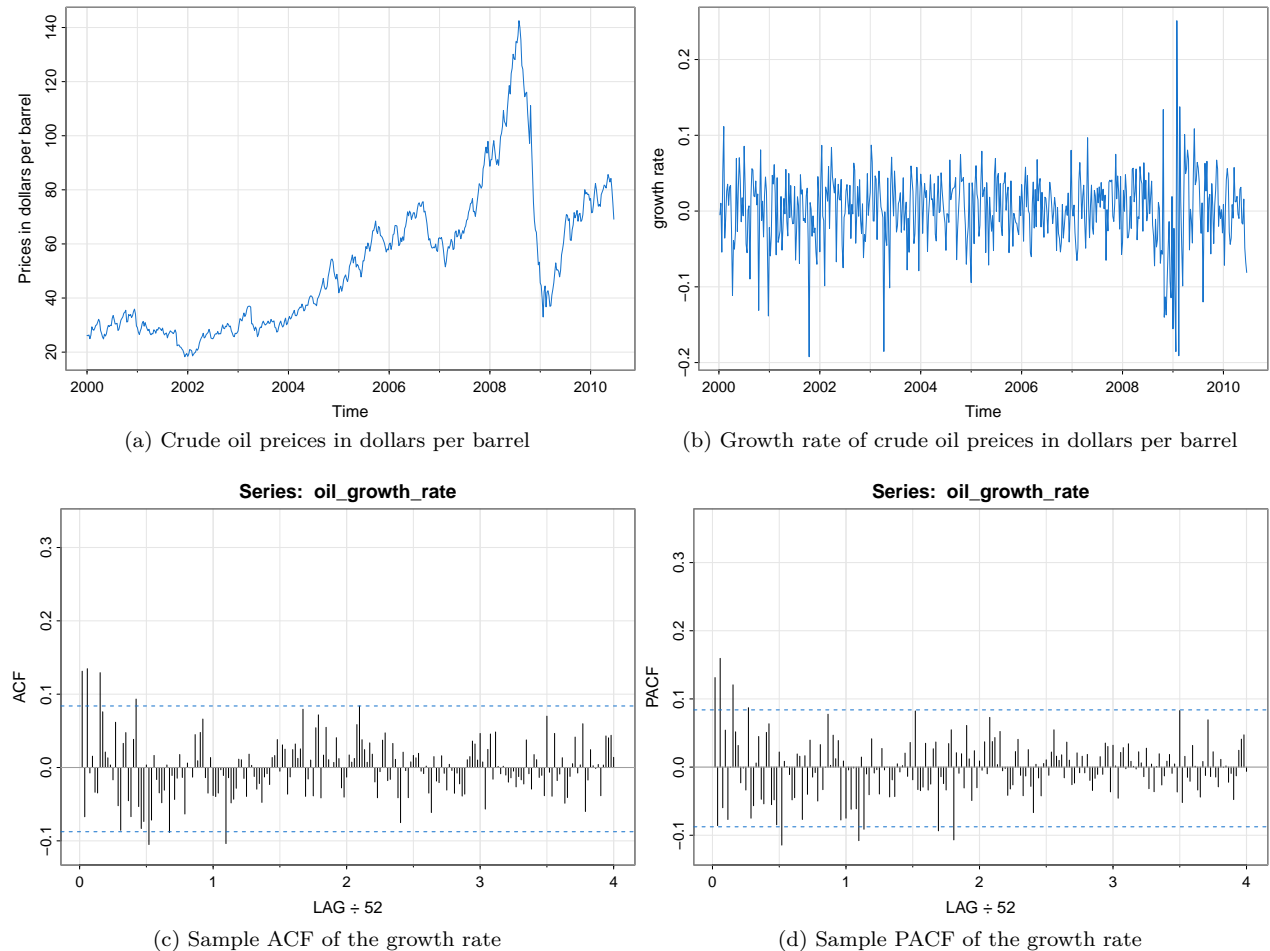 Prices in dollars per barrel
20 40 60 80 100 120 140
2000 2002 2004 2006 2008 2010
Time
(a) Crude oil preices in dollars per barrel
growth rate
−0.2 −0.1 0.0 0.1 0.2
2000 2002 2004 2006 2008 2010
Time
(b) Growth rate of crude oil preices in dollars per barrel
Series: oil_growth_rate
ACF
−0.1 0.0 0.1 0.2 0.3
0 1 2 3 4
LAG ÷ 52
(c) Sample ACF of the growth rate
Series: oil_growth_rate
PACF
−0.1 0.0 0.1 0.2 0.3
0 1 2 3 4
LAG ÷ 52
(d) Sample PACF of the growth rate